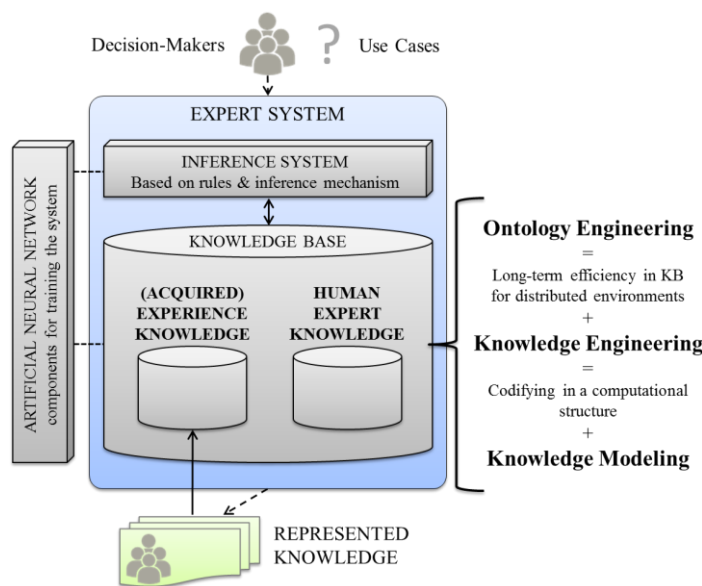 Decision-Makers ? Use Cases
EXPERT SYSTEM
INFERENCE SYSTEM
Based on rules & inference mechanism
KNOWLEDGE BASE
(ACQUIRED)
EXPERIENCE
KNOWLEDGE
HUMAN
EXPERT
KNOWLEDGE
ARTIFICIAL NEURAL NETWORK
components for training the system
Ontology Engineering
=
Long-term efficiency in KB
for distributed environments
+
Knowledge Engineering
=
Codifying in a computational
structure
+
Knowledge Modeling
REPRESENTED
KNOWLEDGE